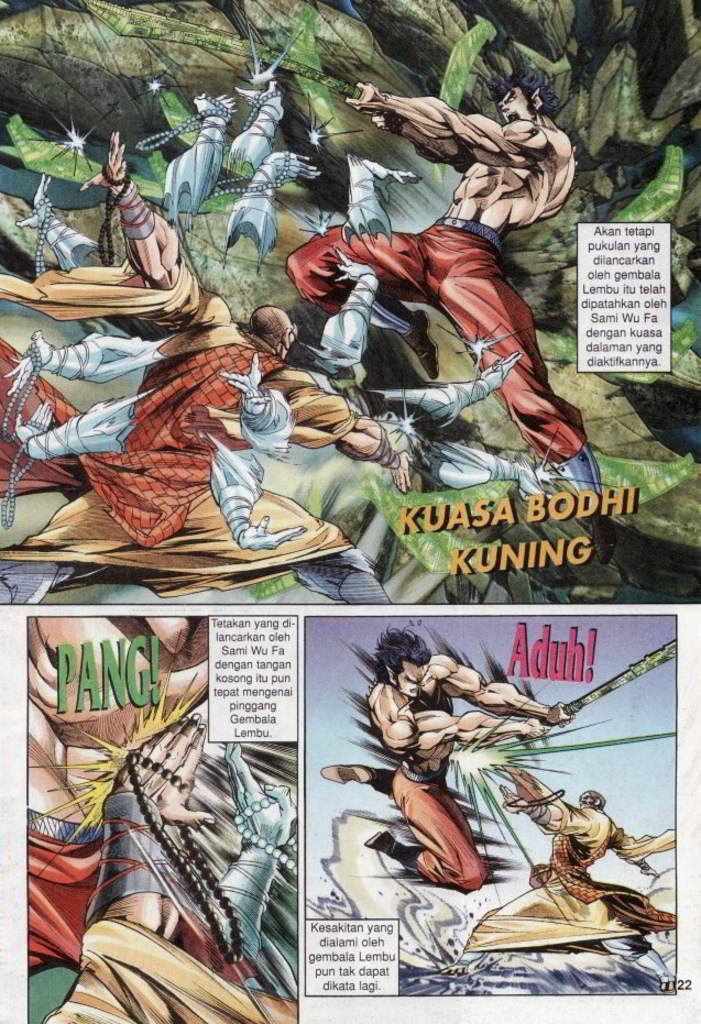 Akan tetapi
pukulan yang
dilancarkan
oleh gembala
Lembu ini telah
dipatahkan oleh
Sami Wu Fa
dengan kuasa
dalaman yang
diaktifkannya.
KUASA BODHI
KUNING
PANG!
Tetakan yang di-
lancarkan oleh
Sami Wu Fa
dengan tangan
kosong itu pun
tepat mengenai
pinggang
Gembala
Lembu.
Aduh!
Kesakitan yang
dialami oleh
gembala Lembu
pun tak dapat
dikata lagi.
22